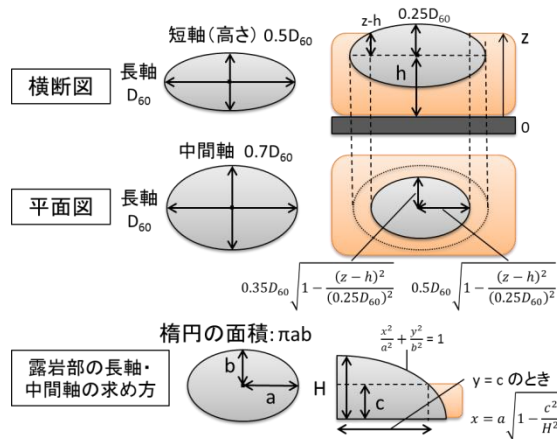 短軸(高さ) 0.5D₆₀
z-h
0.25D₆₀
z
横断図
長軸
D₆₀
h
0
中間軸 0.7D₆₀
平面図
長軸
D₆₀
0.35D₆₀√(1 − (z − h)²/(0.25D₆₀)²)
0.5D₆₀√(1 − (z − h)²/(0.25D₆₀)²)
楕円の面積: πab
x²/a² + y²/b² = 1
露岩部の長軸・
中間軸の求め方
b
a
H
c
y = c のとき
x = a√(1 − c²/H²)